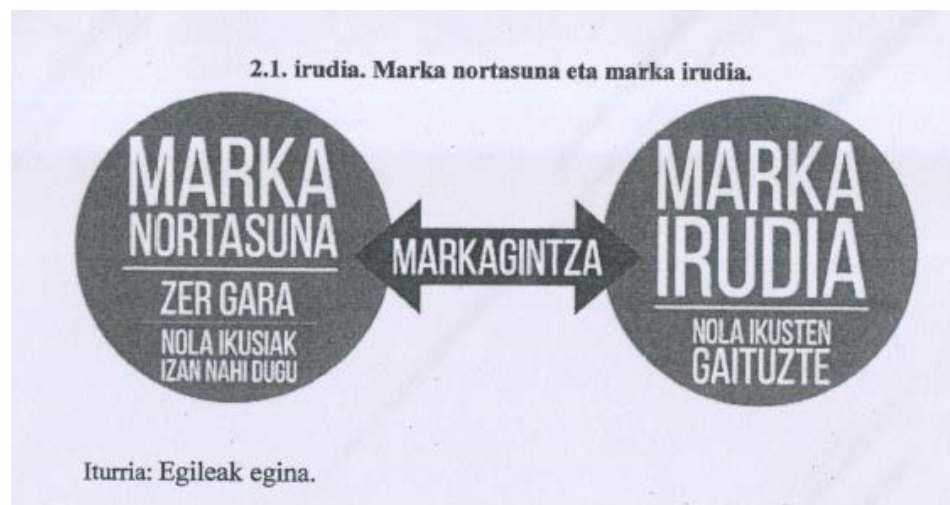 2.1. irudia. Marka nortasuna eta marka irudia.
MARKA
NORTASUNA
ZER GARA
NOLA IKUSIAK
IZAN NAHI DUGU
MARKAGINTZA
MARKA
IRUDIA
NOLA IKUSTEN
GAITUZTE
Iturria: Egileak egina.